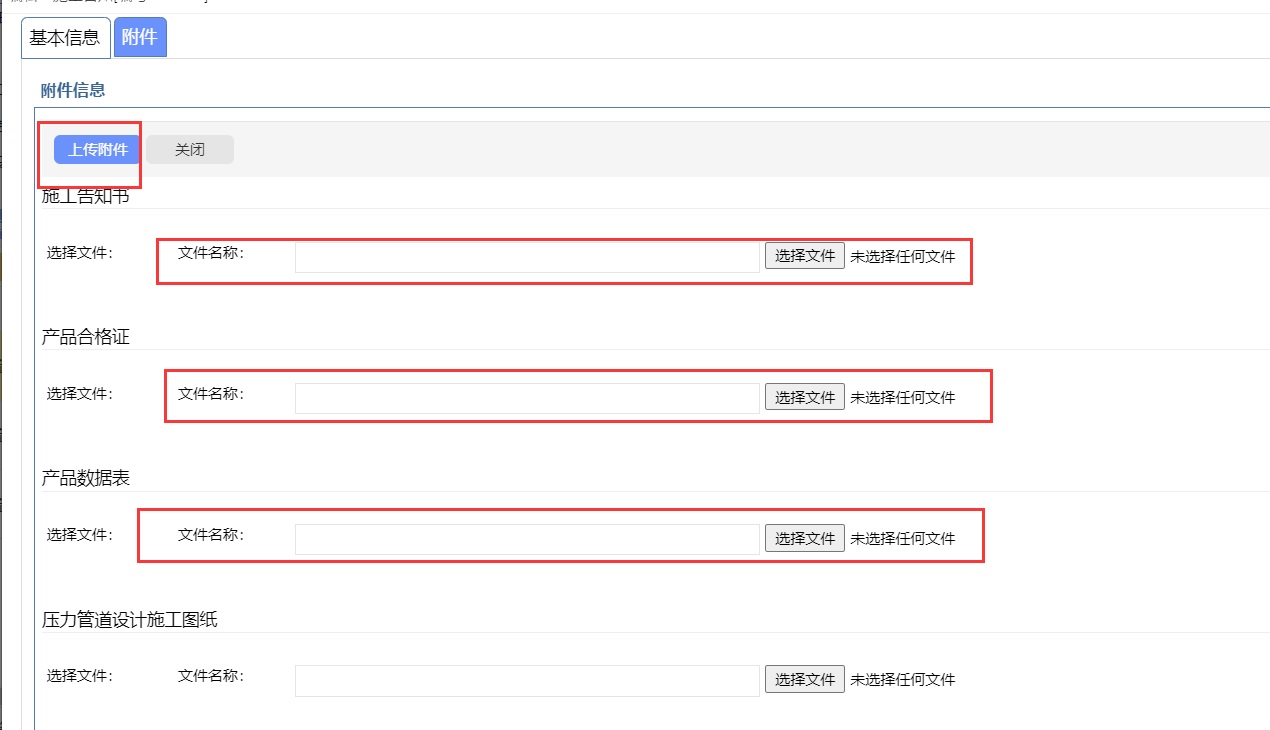 基本信息 附件
附件信息
上传附件 关闭
施工告知书
选择文件: 文件名称: 选择文件 未选择任何文件
产品合格证
选择文件: 文件名称: 选择文件 未选择任何文件
产品数据表
选择文件: 文件名称: 选择文件 未选择任何文件
压力管道设计施工图纸
选择文件: 文件名称: 选择文件 未选择任何文件